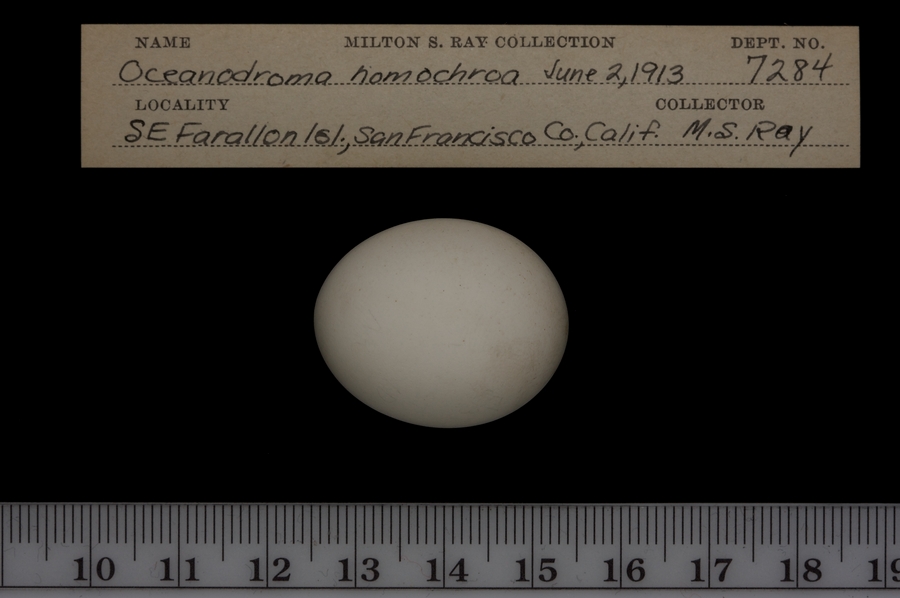 NAME MILTON S. RAY COLLECTION DEPT. NO.
Oceanodroma homochroa June 2, 1913 7284
LOCALITY COLLECTOR
SE Farallon Isl., San Francisco Co., Calif. M.S. Ray
10 11 12 13 14 15 16 17 18 19